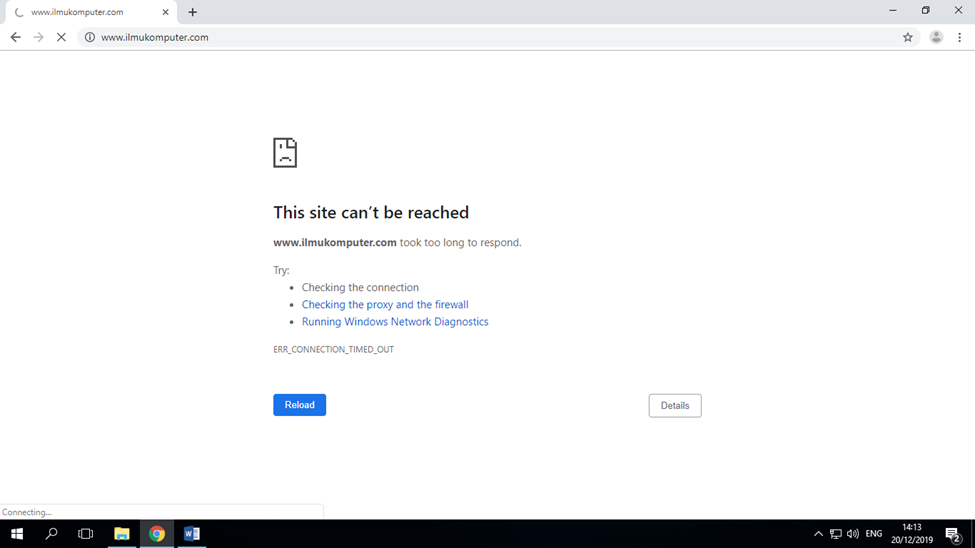 www.ilmukomputer.com
www.ilmukomputer.com
This site can't be reached
www.ilmukomputer.com took too long to respond.
Try:
Checking the connection
Checking the proxy and the firewall
Running Windows Network Diagnostics
ERR_CONNECTION_TIMED_OUT
Reload
Details
Connecting...
ENG
14:13
20/12/2019
2